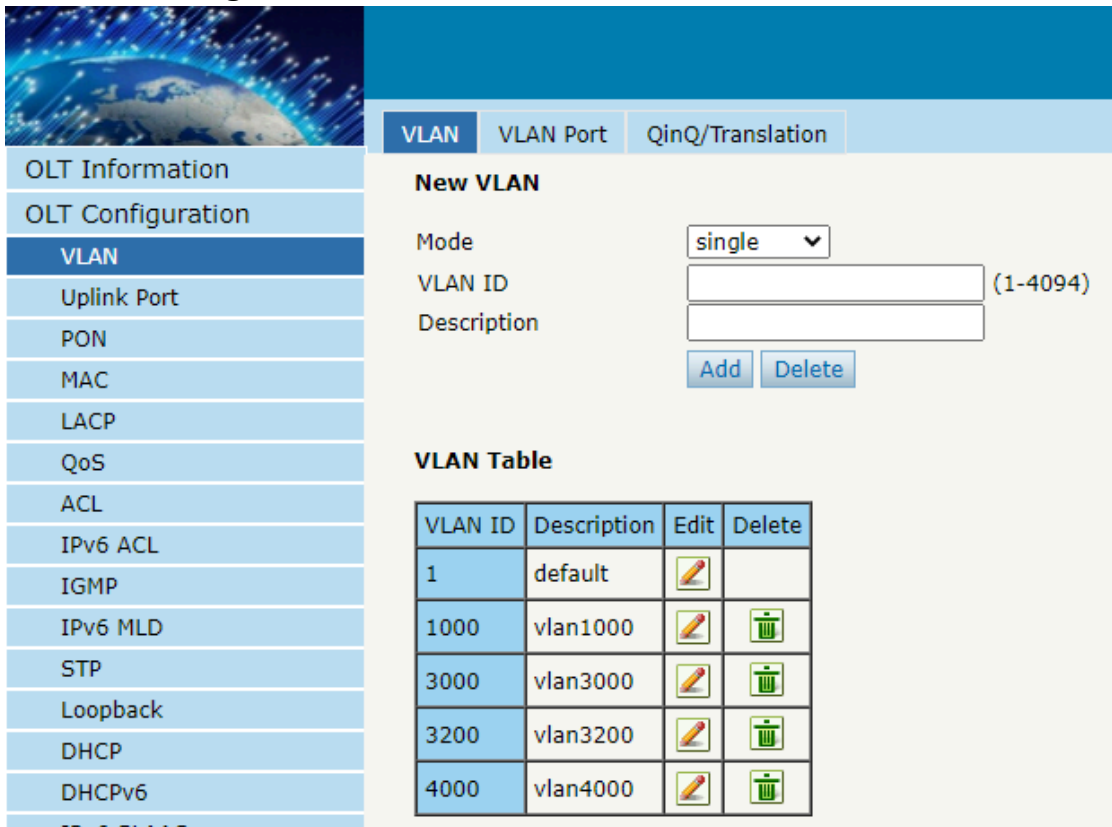 VLAN VLAN Port QinQ/Translation
OLT Information
OLT Configuration
VLAN
Uplink Port
PON
MAC
LACP
QoS
ACL
IPv6 ACL
IGMP
IPv6 MLD
STP
Loopback
DHCP
DHCPv6
New VLAN
Mode single
VLAN ID (1-4094)
Description
Add Delete
VLAN Table
VLAN ID Description Edit Delete
1 default
1000 vlan1000
3000 vlan3000
3200 vlan3200
4000 vlan4000